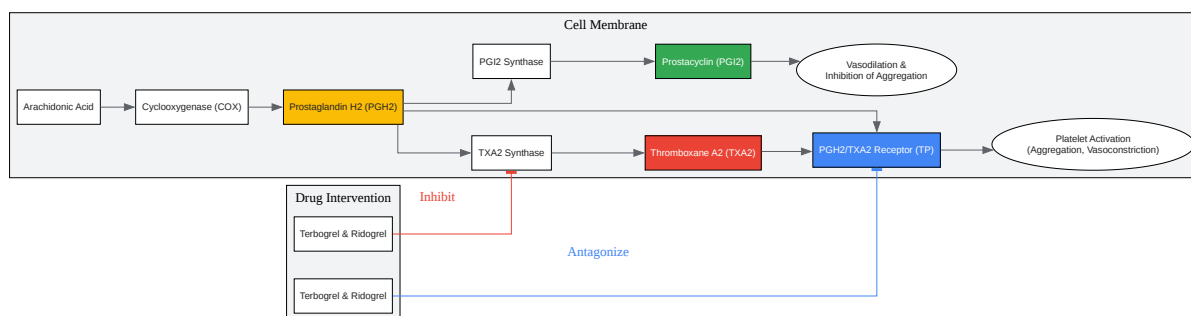 Cell Membrane
PGI2 Synthase
Prostacyclin (PGI2)
Vasodilation &
Inhibition of Aggregation
Arachidonic Acid
Cyclooxygenase (COX)
Prostaglandin H2 (PGH2)
TXA2 Synthase
Thromboxane A2 (TXA2)
PGH2/TXA2 Receptor (TP)
Platelet Activation
(Aggregation, Vasoconstriction)
Drug Intervention
Inhibit
Terbogrel & Ridogrel
Antagonize
Terbogrel & Ridogrel